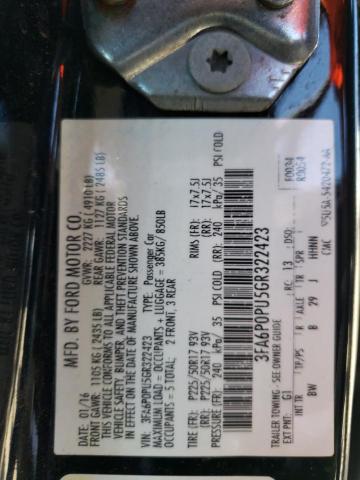 MFD. BY FORD MOTOR CO.
DATE: 01/16 GVWR: 2227 KG ( 4910 LB)
FRONT GAWR: 1105 KG ( 2435 LB) REAR GAWR: 1127 KG ( 2485 LB)
THIS VEHICLE CONFORMS TO ALL APPLICABLE FEDERAL MOTOR
VEHICLE SAFETY, BUMPER, AND THEFT PREVENTION STANDARDS
IN EFFECT ON THE DATE OF MANUFACTURE SHOWN ABOVE.
VIN: 3FA6P0PU5GR322423 TYPE: Passenger Car
MAXIMUM LOAD = OCCUPANTS + LUGGAGE = 385KG/ 850LB
OCCUPANTS = 5 TOTAL: 2 FRONT, 3 REAR
TIRE (FR): P225/50R17 93V RIMS (FR): 17x7.5J
(RR): P225/50R17 93V (RR): 17x7.5J
PRESSURE (FR): 240 kPa/ 35 PSI COLD (RR): 240 kPa/ 35 PSI COLD
3FA6P0PU5GR322423
TRAILER TOWING - SEE OWNER GUIDE
F0034
R0054
EXT PNT: G1 RC: 13 DSO:
INT TR TP/PS R AXLE TR SPR
BW B 29 J HHMN